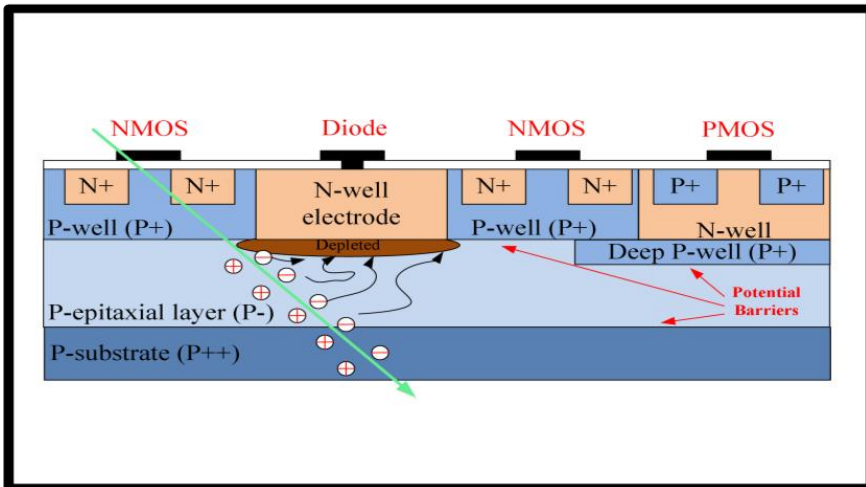 NMOS
Diode
NMOS
PMOS
N+
N+
N-well
electrode
N+
N+
P+
P+
P-well (P+)
P-well (P+)
N-well
Depleted
Deep P-well (P+)
Potential
Barriers
P-epitaxial layer (P-)
P-substrate (P++)